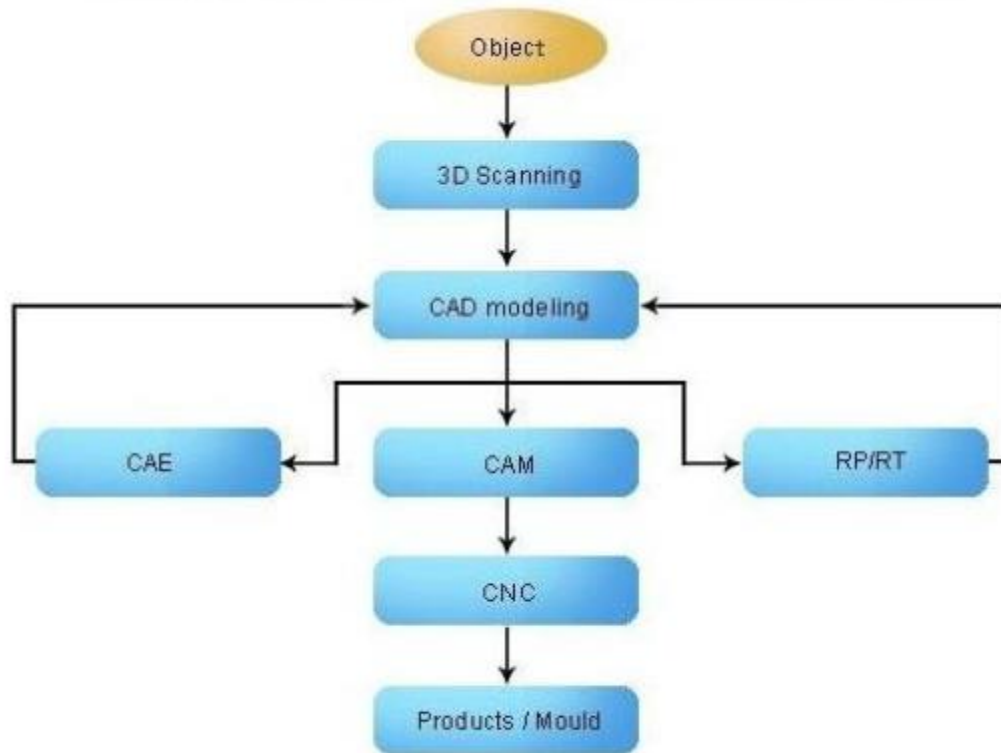 Object
3D Scanning
CAD modeling
CAE
CAM
RP/RT
CNC
Products / Mould